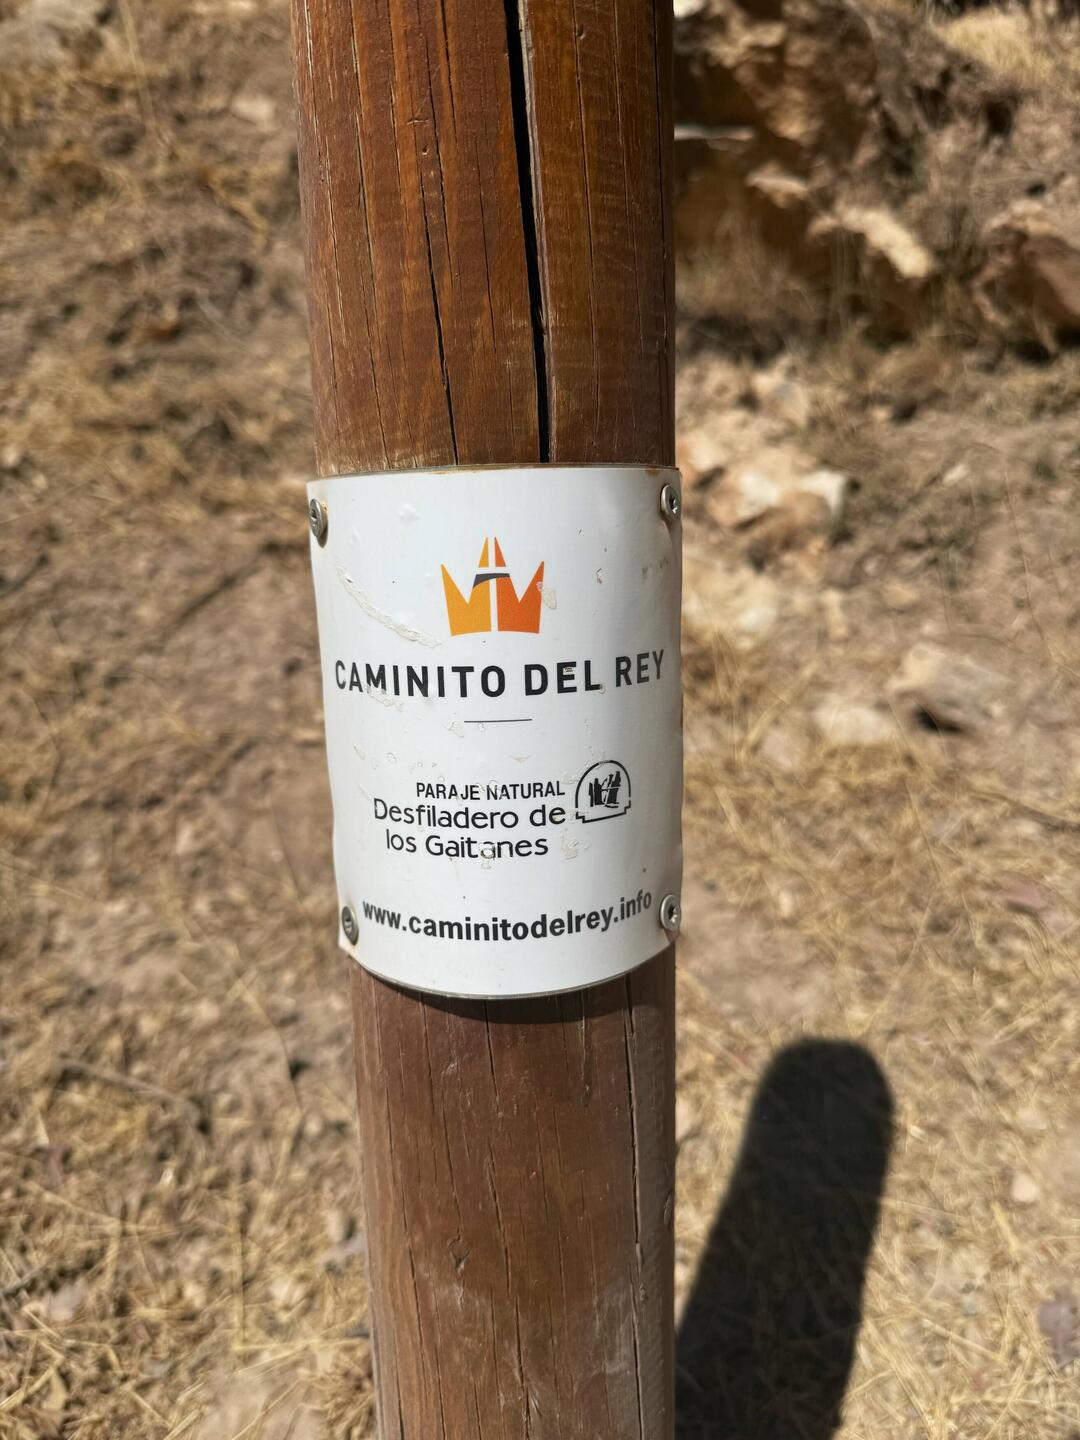 CAMINITO DEL REY
PARAJE NATURAL
Desfiladero de
los Gaitanes
www.caminitodelrey.info